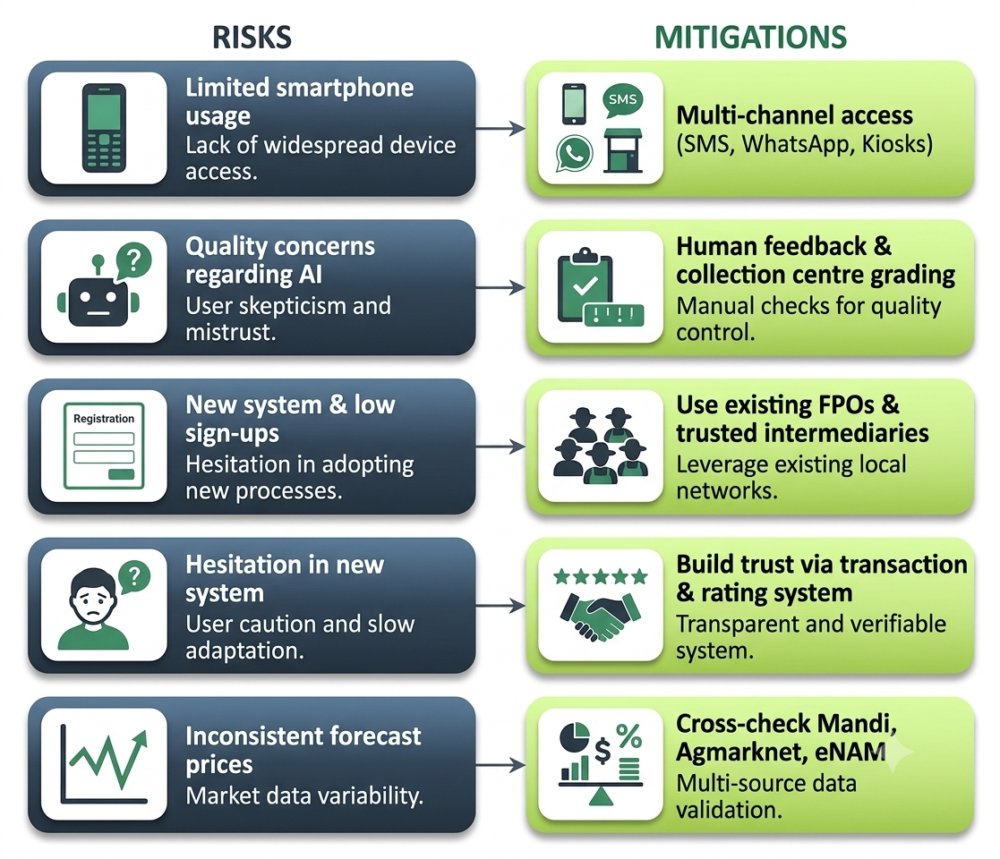 RISKS
MITIGATIONS
Limited smartphone
usage
Lack of widespread device
access.
SMS
Multi-channel access
(SMS, WhatsApp, Kiosks)
?
Quality concerns
regarding AI
User skepticism and
mistrust.
Human feedback &
collection centre grading
Manual checks for quality
control.
Registration
New system & low
sign-ups
Hesitation in adopting
new processes.
Use existing FPOs &
trusted intermediaries
Leverage existing local
networks.
?
Hesitation in new
system
User caution and slow
adaptation.
Build trust via transaction
& rating system
Transparent and verifiable
system.
Inconsistent forecast
prices
Market data variability.
$ %
Cross-check Mandi,
Agmarknet, eNAM
Multi-source data
validation.